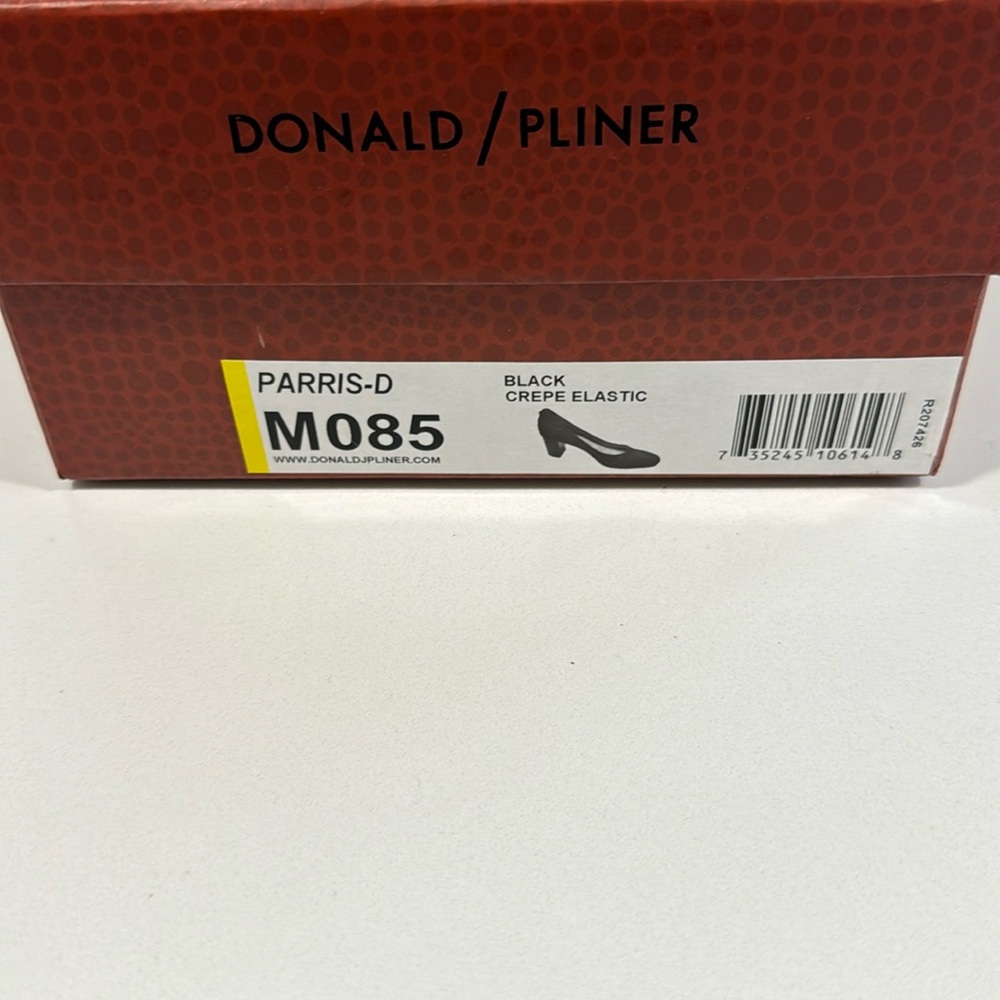 DONALD / PLINER
PARRIS-D
M085
WWW.DONALDJPLINER.COM
BLACK
CREPE ELASTIC
7 35245 10614 8
R207426